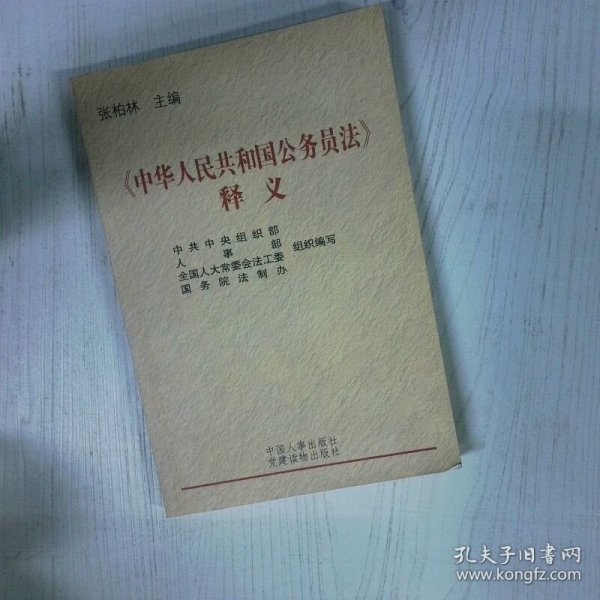 张柏林 主编
《中华人民共和国公务员法》
释义
中共中央组织部
人事部
全国人大常委会法工委
国务院法制办
组织编写
中国人事出版社
党建读物出版社
孔夫子旧书网
www.kongfz.com